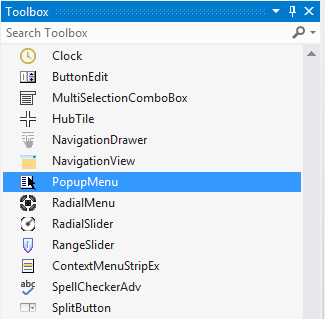 Toolbox
Search Toolbox
Clock
ButtonEdit
MultiSelectionComboBox
HubTile
NavigationDrawer
NavigationView
PopupMenu
RadialMenu
RadialSlider
RangeSlider
ContextMenuStripEx
abc SpellCheckerAdv
SplitButton